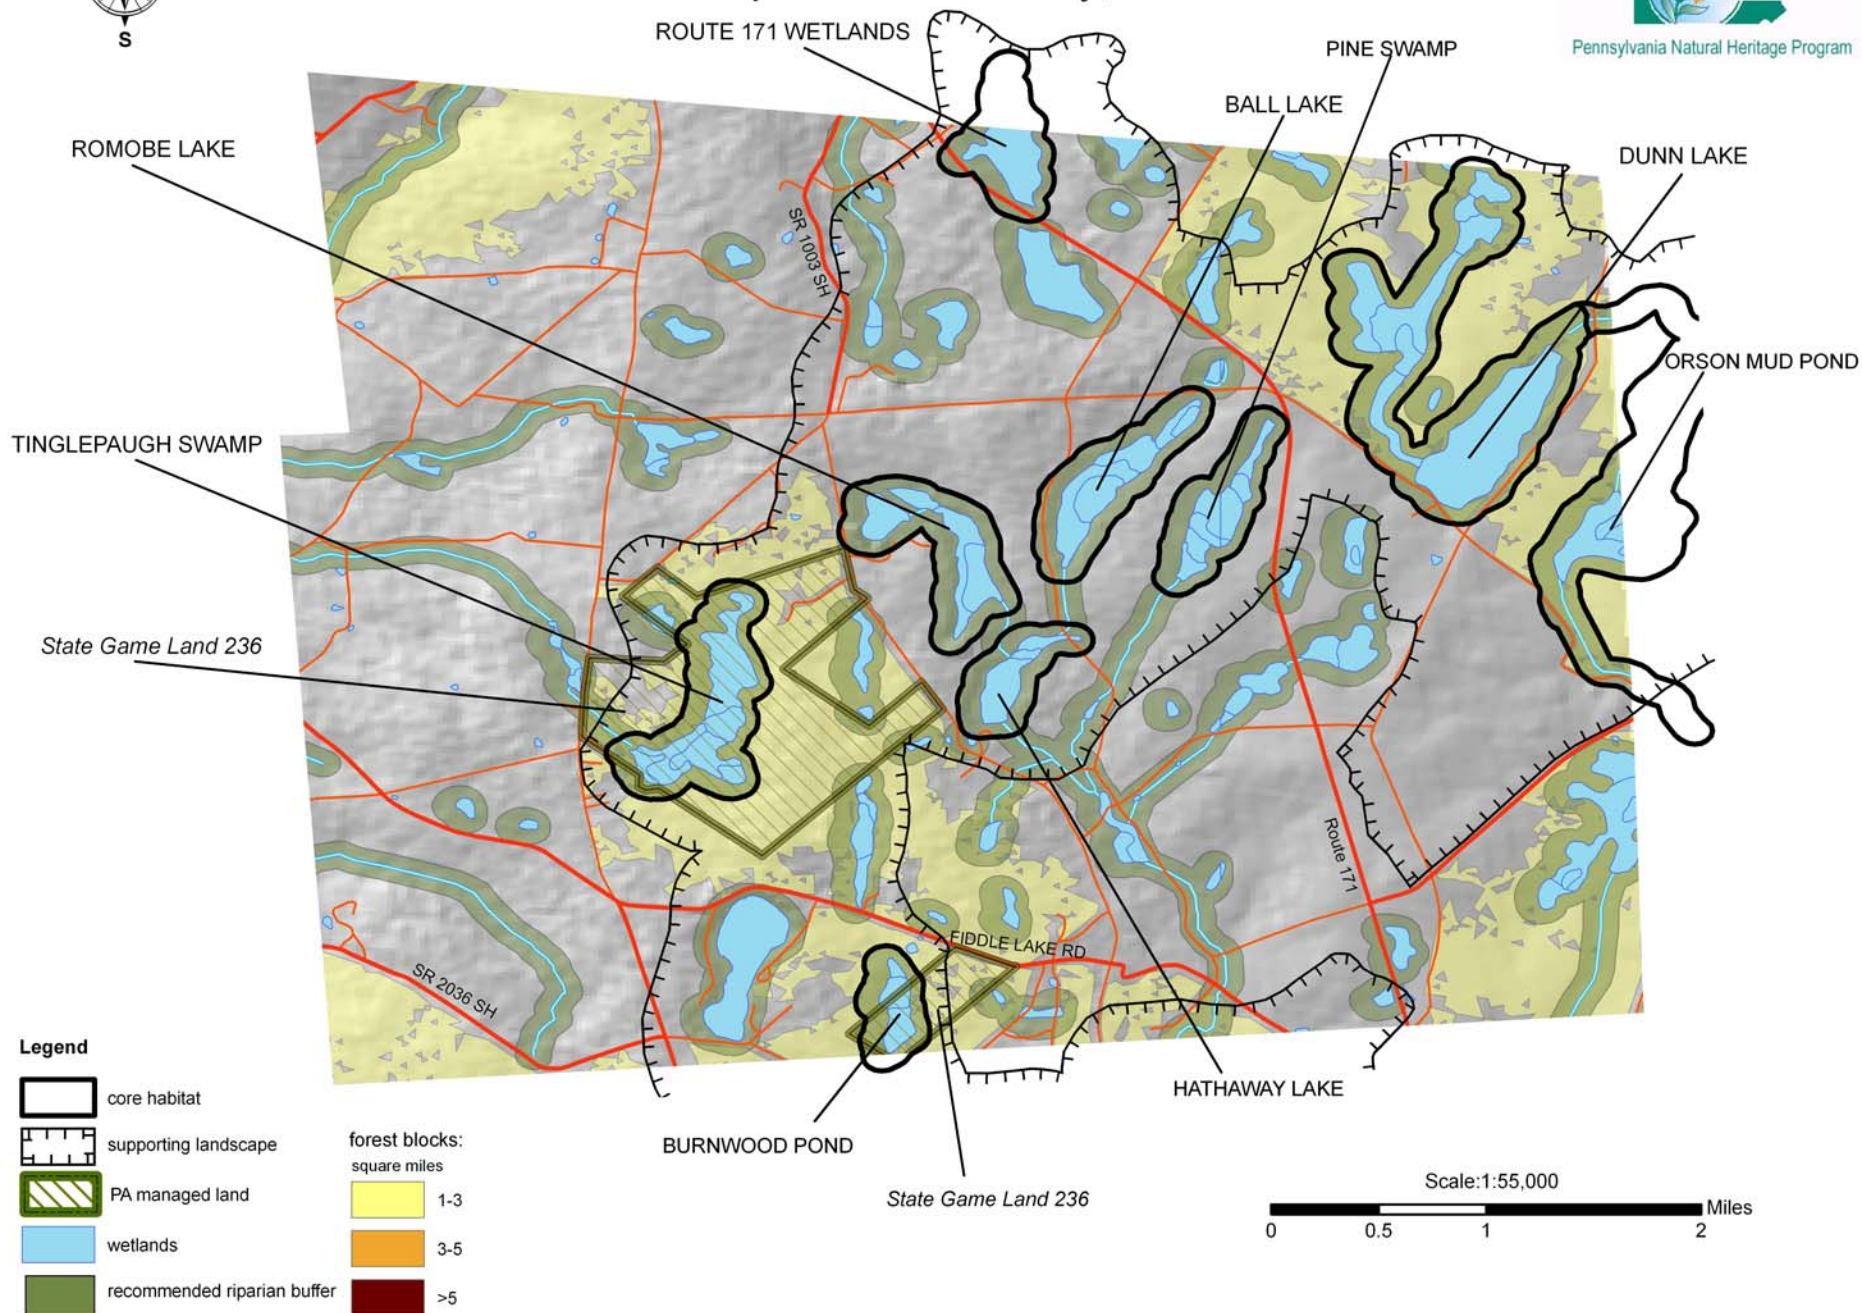 S
ROUTE 171 WETLANDS
PINE SWAMP
Pennsylvania Natural Heritage Program
BALL LAKE
ROMOBE LAKE
DUNN LAKE
SR 1003 SH
ORSON MUD POND
TINGLEPAUGH SWAMP
State Game Land 236
Route 171
FIDDLE LAKE RD
SR 2036 SH
HATHAWAY LAKE
BURNWOOD POND
State Game Land 236
Legend
core habitat
supporting landscape
PA managed land
wetlands
recommended riparian buffer
forest blocks:
square miles
1-3
3-5
>5
Scale:1:55,000
Miles
0 0.5 1 2